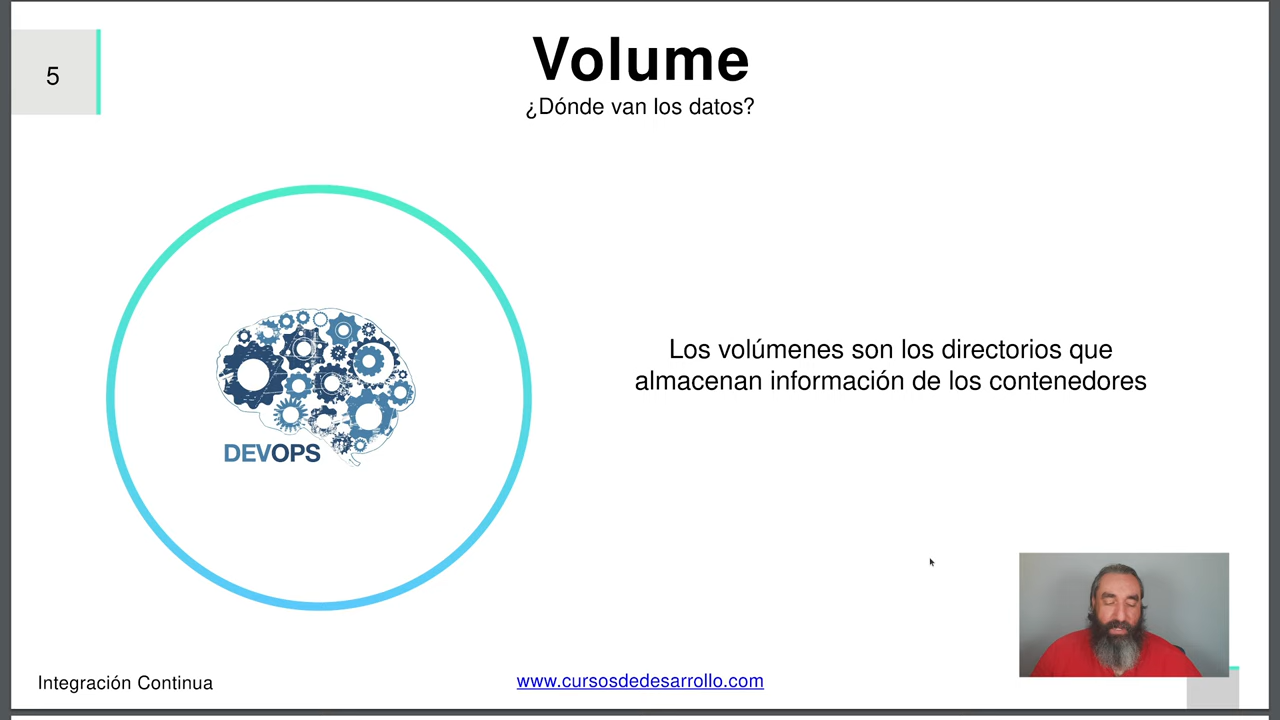 5
Volume
¿Dónde van los datos?
DEVOPS
Los volúmenes son los directorios que
almacenan información de los contenedores
Integración Continua
www.cursosdedesarrollo.com